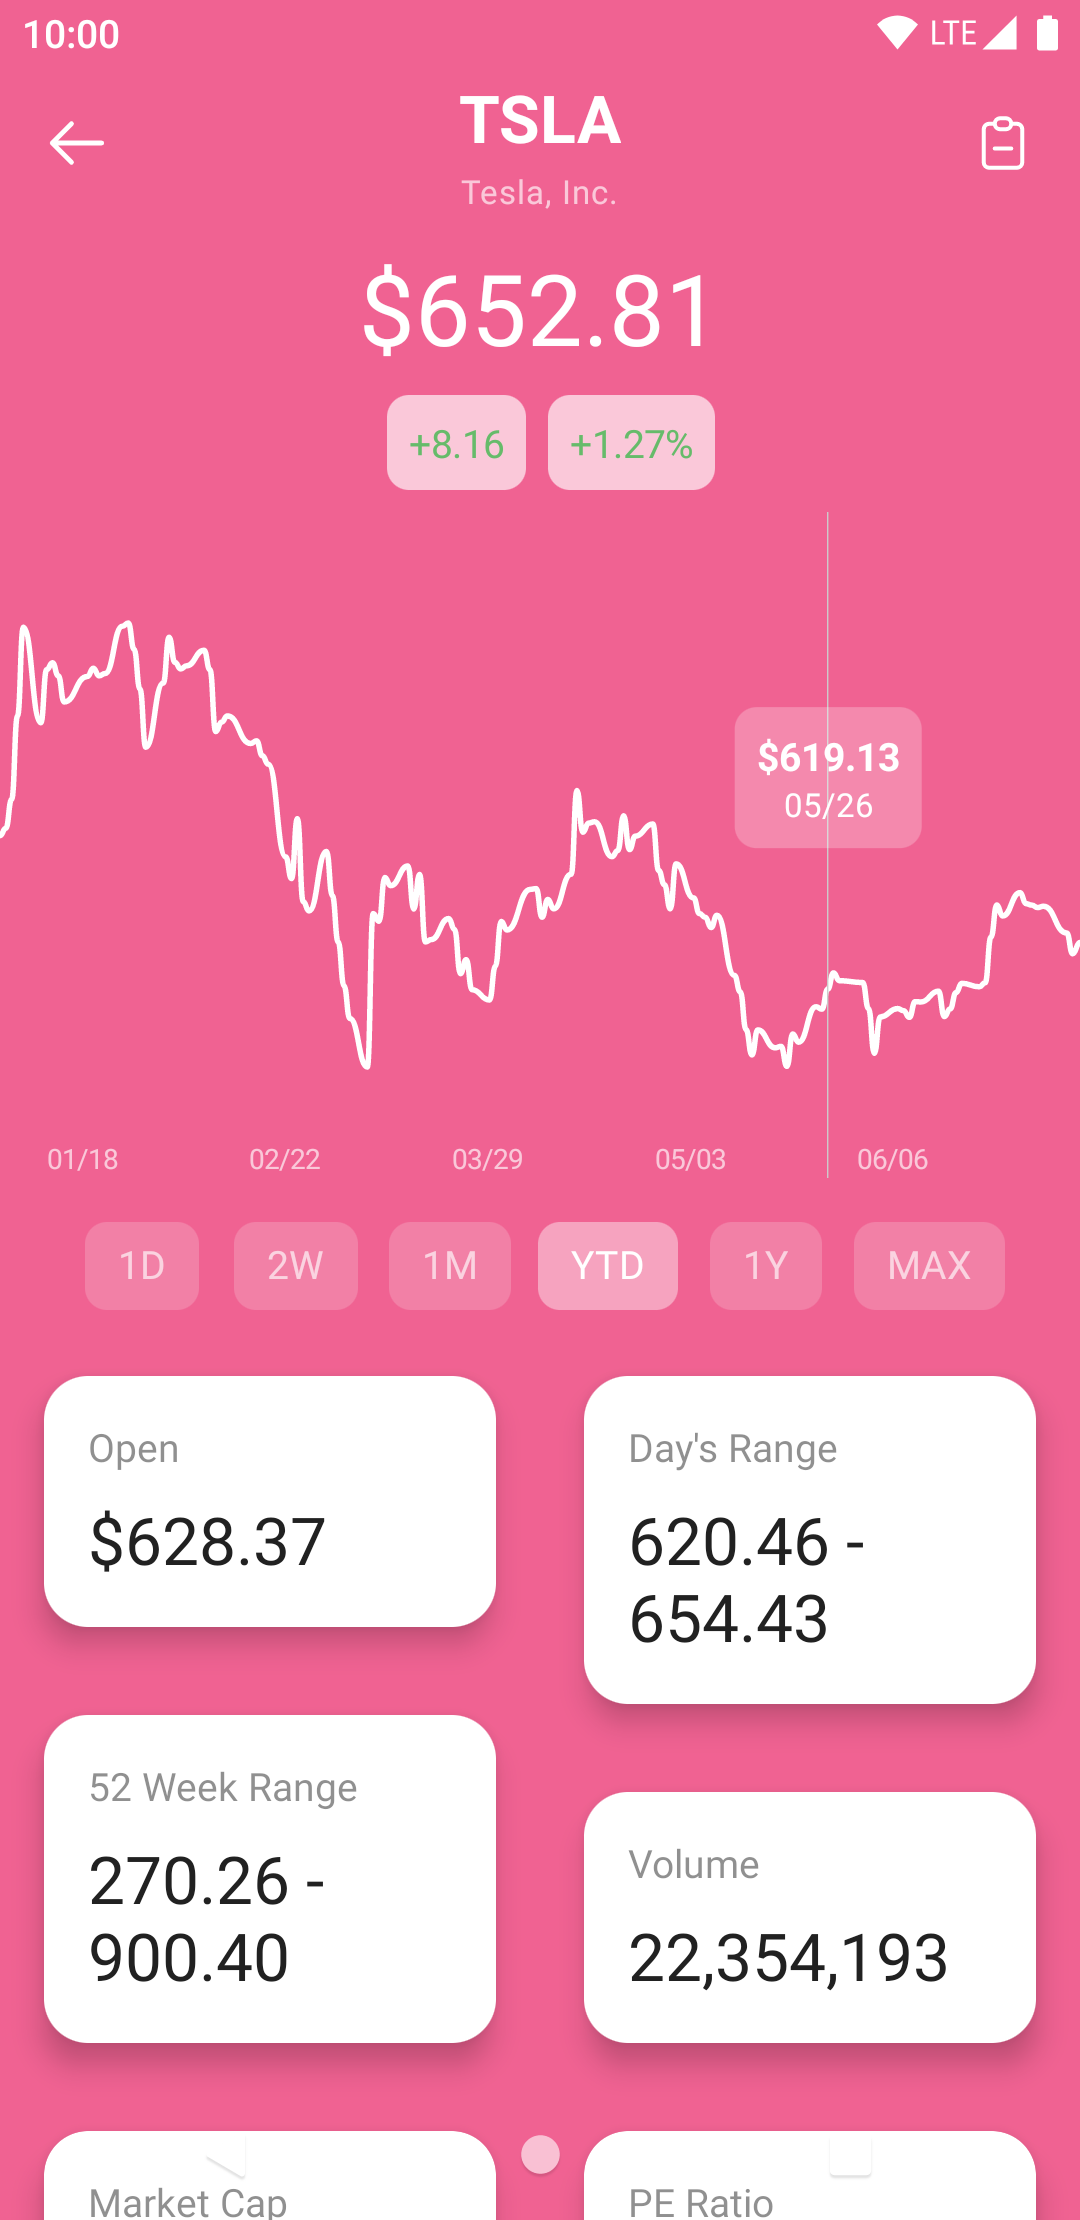 10:00
LTE
TSLA
Tesla, Inc.
$652.81
+8.16
+1.27%
$619.13
05/26
01/18
02/22
03/29
05/03
06/06
1D
2W
1M
YTD
1Y
MAX
Open
$628.37
Day's Range
620.46 -
654.43
52 Week Range
270.26 -
900.40
Volume
22,354,193
Market Cap
PE Ratio